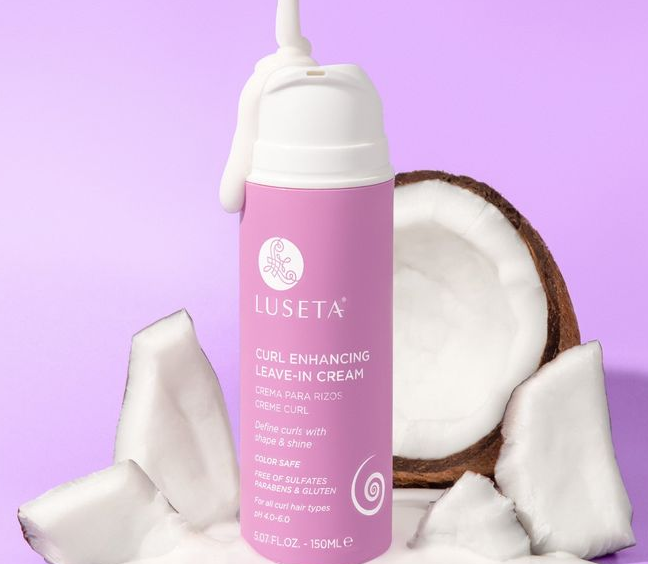 LUSETA®
CURL ENHANCING
LEAVE-IN CREAM
CREMA PARA RIZOS
CREME CURL
Define curls with
shape & shine
COLOR SAFE
FREE OF SULFATES
PARABENS & GLUTEN
For all curl hair types
pH 4.0-6.0
5.07 FL.OZ. - 150ML e